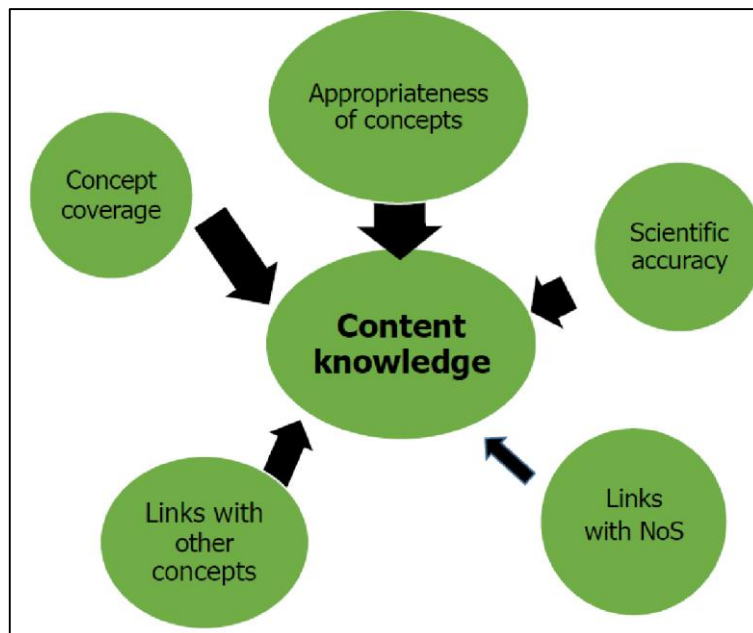 Appropriateness
of concepts
Concept
coverage
Scientific
accuracy
Content
knowledge
Links with
other
concepts
Links
with NoS